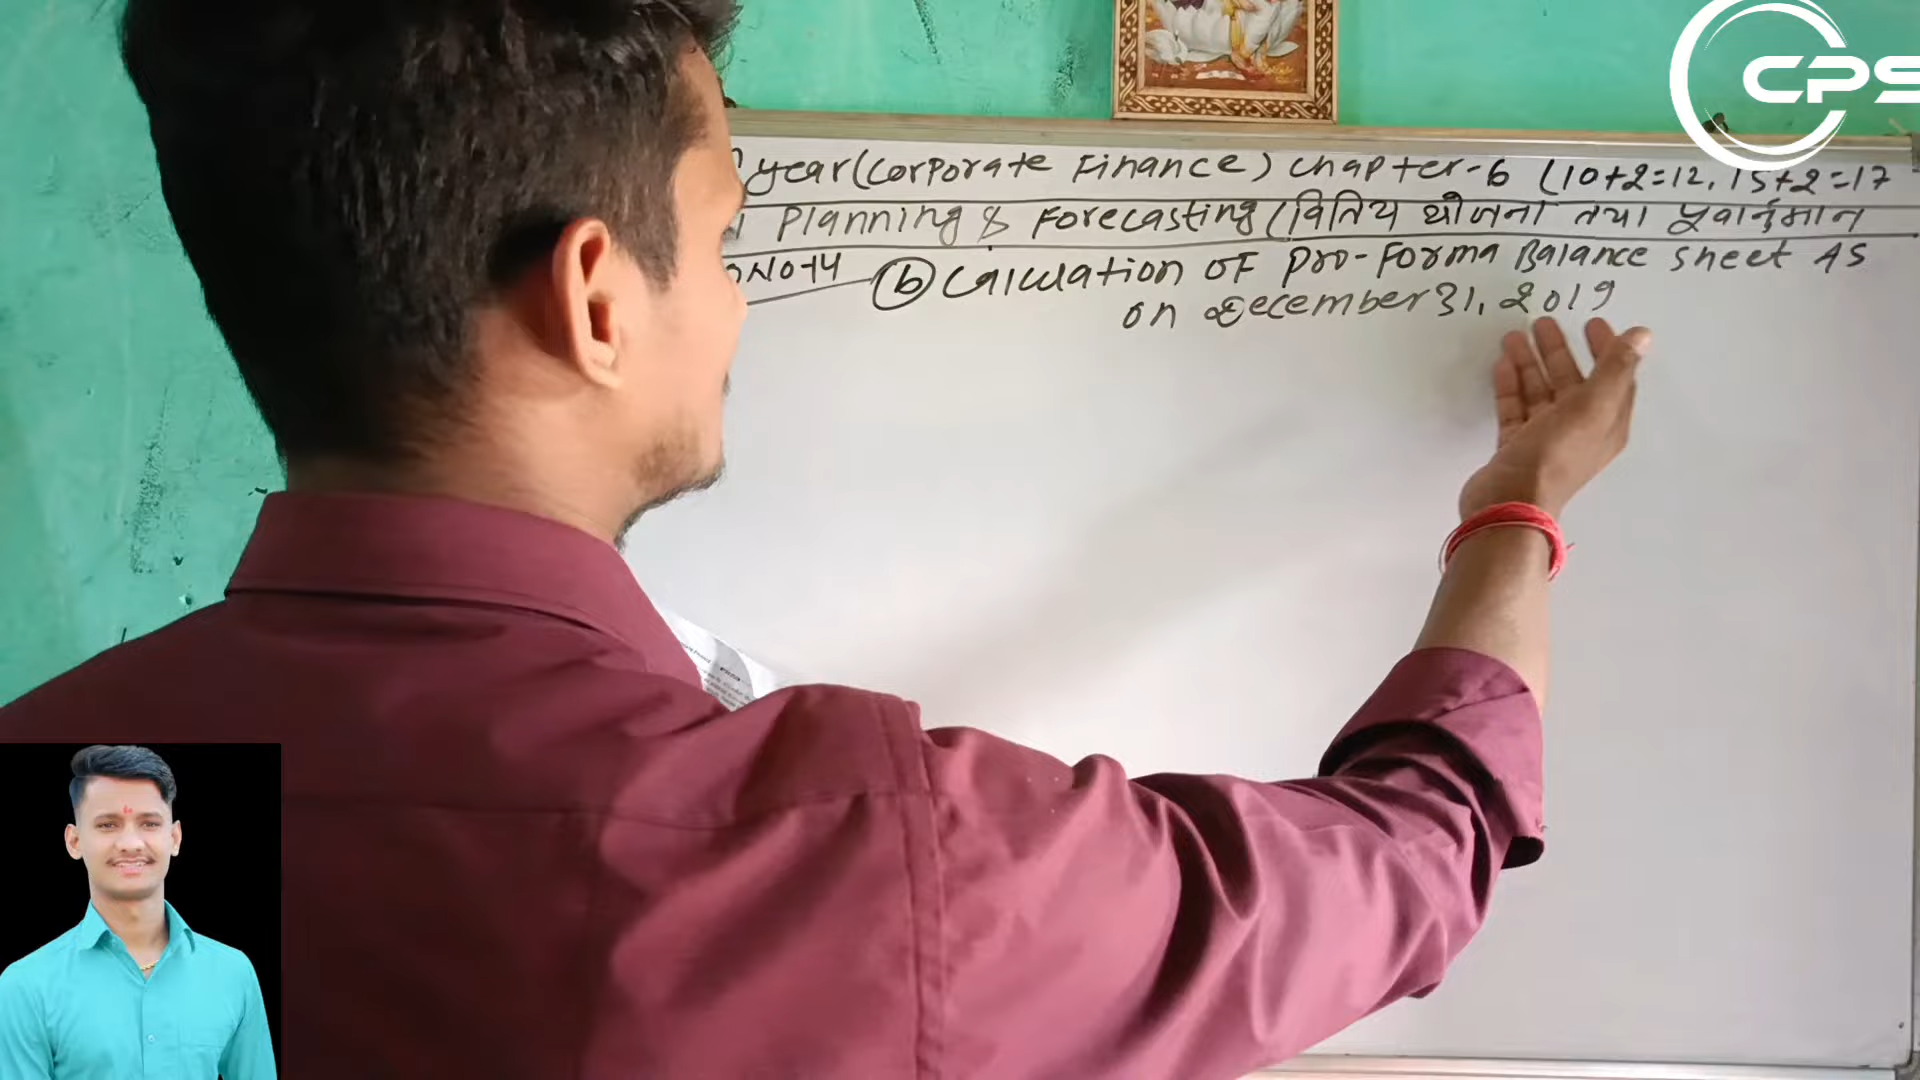 CPS
year (Corporate Finance) Chapter-6 (10+2=12, 15+2=17
Planning & Forecasting (वित्तिय योजना तथा पूर्वानुमान
NO-14 (b) Calculation OF Pro-Forma Balance Sheet AS
on December 31, 2019